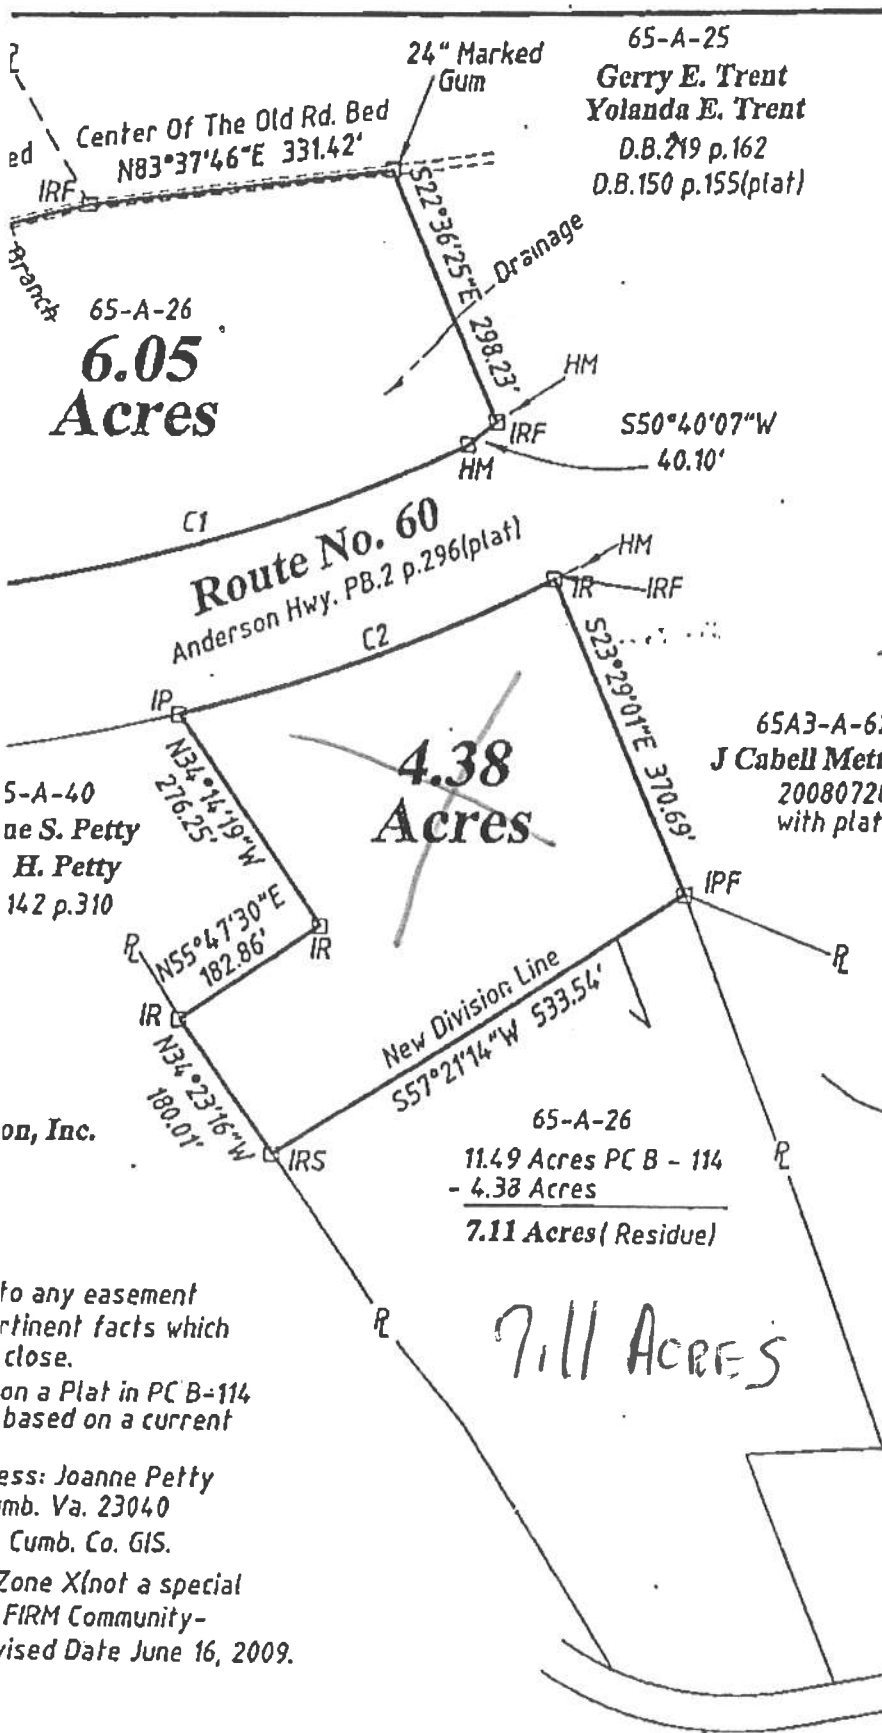 24" Marked
Gum
65-A-25
Gerry E. Trent
Yolanda E. Trent
D.B.219 p.162
D.B.150 p.155(plat)
Center Of The Old Rd. Bed
N83°37'46"E 331.42'
ed
IRF
Branch
S22°36'25"E 298.23'
Drainage
65-A-26
6.05
Acres
HM
IRF
HM
S50°40'07"W
40.10'
C1
Route No. 60
Anderson Hwy. PB.2 p.296(plat)
C2
HM
IR
IRF
S23°29'01"E 370.69'
IP
N34°14'19"W
276.25'
4.38
Acres
65A3-A-62
J Cabell Mett
2008072
with plat
5-A-40
ne S. Petty
H. Petty
142 p.310
IPF
PL
N55°47'30"E
182.86'
IR
PL
IR
New Division Line
S57°21'14"W 533.54'
N34°23'16"W
180.01'
IRS
on, Inc.
65-A-26
11.49 Acres PC B - 114
- 4.38 Acres
7.11 Acres( Residue)
PL
PL
7.11 ACRES
to any easement
rtinent facts which
close.
on a Plat in PC B-114
based on a current
ess: Joanne Petty
mb. Va. 23040
Cumb. Co. GIS.
Zone X(not a special
FIRM Community-
vised Date June 16, 2009.